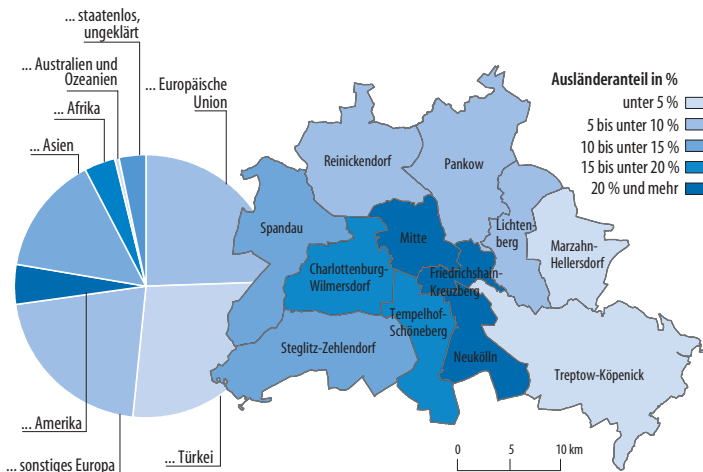 ... staatenlos,
ungeklärt
... Australien und
Ozeanien
... Afrika
... Asien
... Europäische
Union
... Amerika
... sonstiges Europa
... Türkei
Reinickendorf
Pankow
Spandau
Mitte
Lichten-
berg
Marzahn-
Hellersdorf
Charlottenburg-
Wilmersdorf
Friedrichshain-
Kreuzberg
Tempelhof-
Schöneberg
Steglitz-Zehlendorf
Neukölln
Treptow-Köpenick
Ausländeranteil in %
unter 5 %
5 bis unter 10 %
10 bis unter 15 %
15 bis unter 20 %
20 % und mehr
0 5 10 km